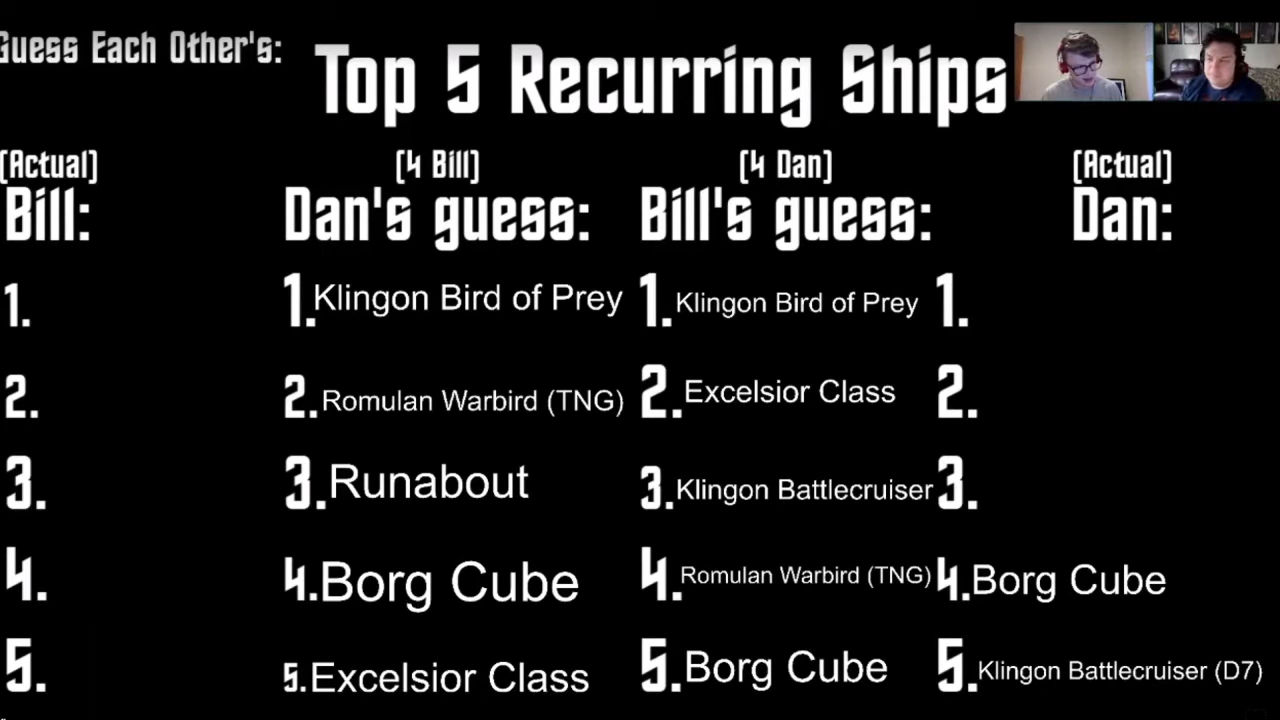 Guess Each Other's:
Top 5 Recurring Ships
(Actual)
Bill:
1.
2.
3.
4.
5.
(4 Bill)
Dan's guess:
1. Klingon Bird of Prey
2. Romulan Warbird (TNG)
3. Runabout
4. Borg Cube
5. Excelsior Class
(4 Dan)
Bill's guess:
1. Klingon Bird of Prey
2. Excelsior Class
3. Klingon Battlecruiser
4. Romulan Warbird (TNG)
5. Borg Cube
(Actual)
Dan:
1.
2.
3.
4. Borg Cube
5. Klingon Battlecruiser (D7)